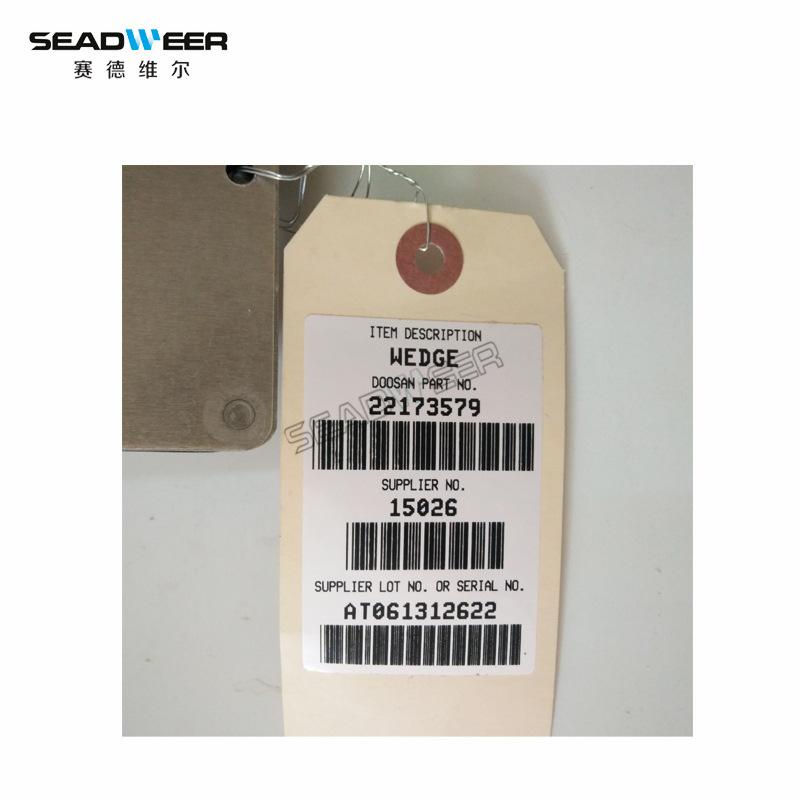 SEADWEER
赛德维尔
ITEM DESCRIPTION
WEDGE
DOOSAN PART NO.
22173579
SEADWEER
SUPPLIER NO.
15026
SUPPLIER LOT NO. OR SERIAL NO.
AT061312622